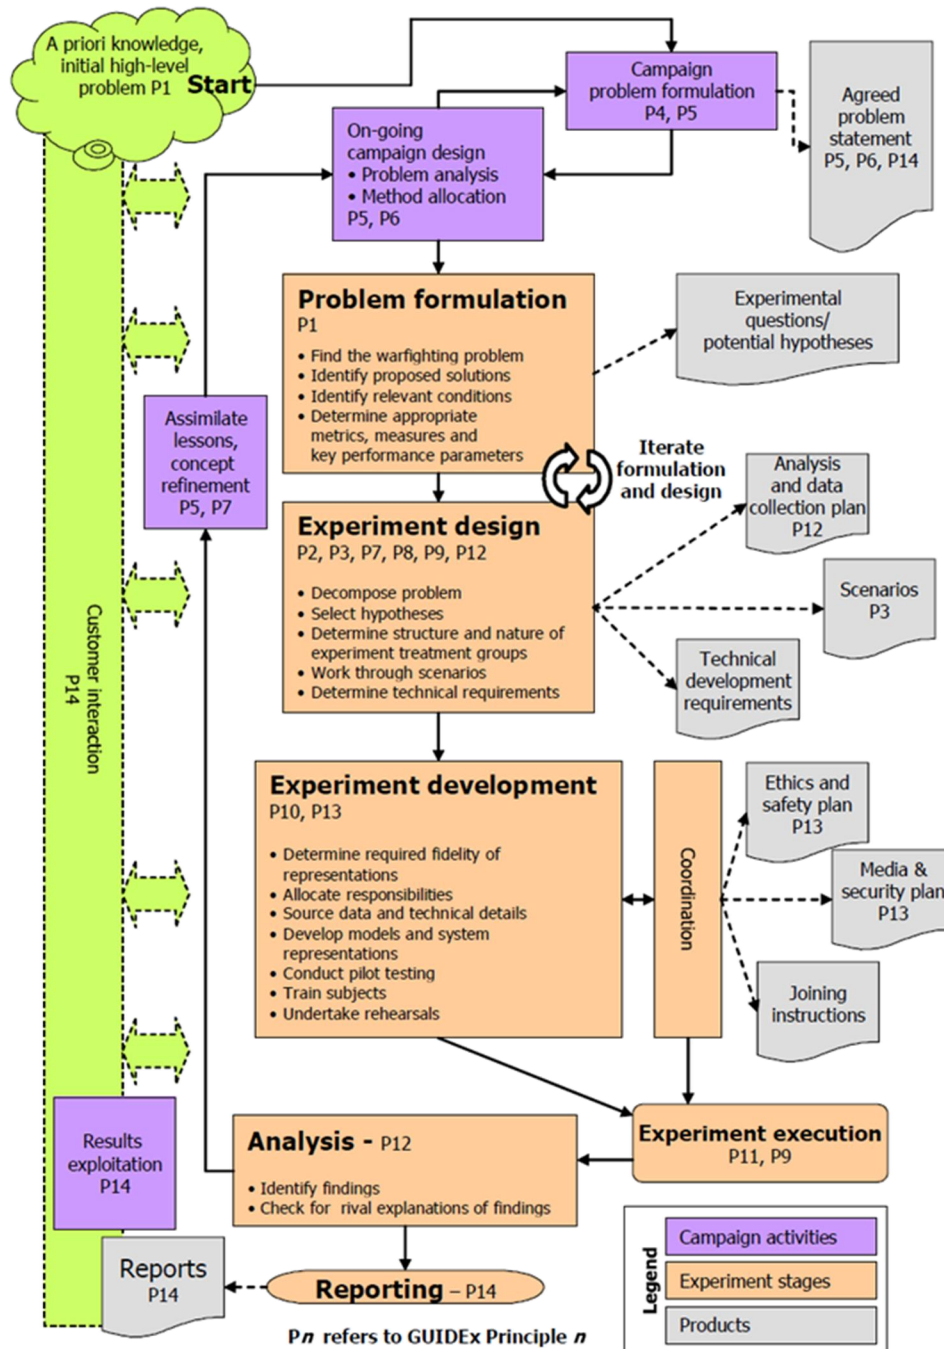 A priori knowledge,
initial high-level
problem P1
Start
Campaign
problem formulation
P4, P5
Agreed
problem
statement
P5, P6, P14
On-going
campaign design
• Problem analysis
• Method allocation
P5, P6
Problem formulation
P1
• Find the warfighting problem
• Identify proposed solutions
• Identify relevant conditions
• Determine appropriate
metrics, measures and
key performance parameters
Experimental
questions/
potential hypotheses
Assimilate
lessons,
concept
refinement
P5, P7
Iterate
formulation
and design
Analysis
and data
collection plan
P12
Experiment design
P2, P3, P7, P8, P9, P12
• Decompose problem
• Select hypotheses
• Determine structure and nature of
experiment treatment groups
• Work through scenarios
• Determine technical requirements
Scenarios
P3
Technical
development
requirements
Customer interaction
P14
Experiment development
P10, P13
• Determine required fidelity of
representations
• Allocate responsibilities
• Source data and technical details
• Develop models and system
representations
• Conduct pilot testing
• Train subjects
• Undertake rehearsals
Coordination
Ethics and
safety plan
P13
Media &
security plan
P13
Joining
instructions
Results
exploitation
P14
Analysis - P12
• Identify findings
• Check for rival explanations of findings
Experiment execution
P11, P9
Reports
P14
Reporting – P14
Legend
Campaign activities
Experiment stages
Products
Pn refers to GUIDEx Principle n